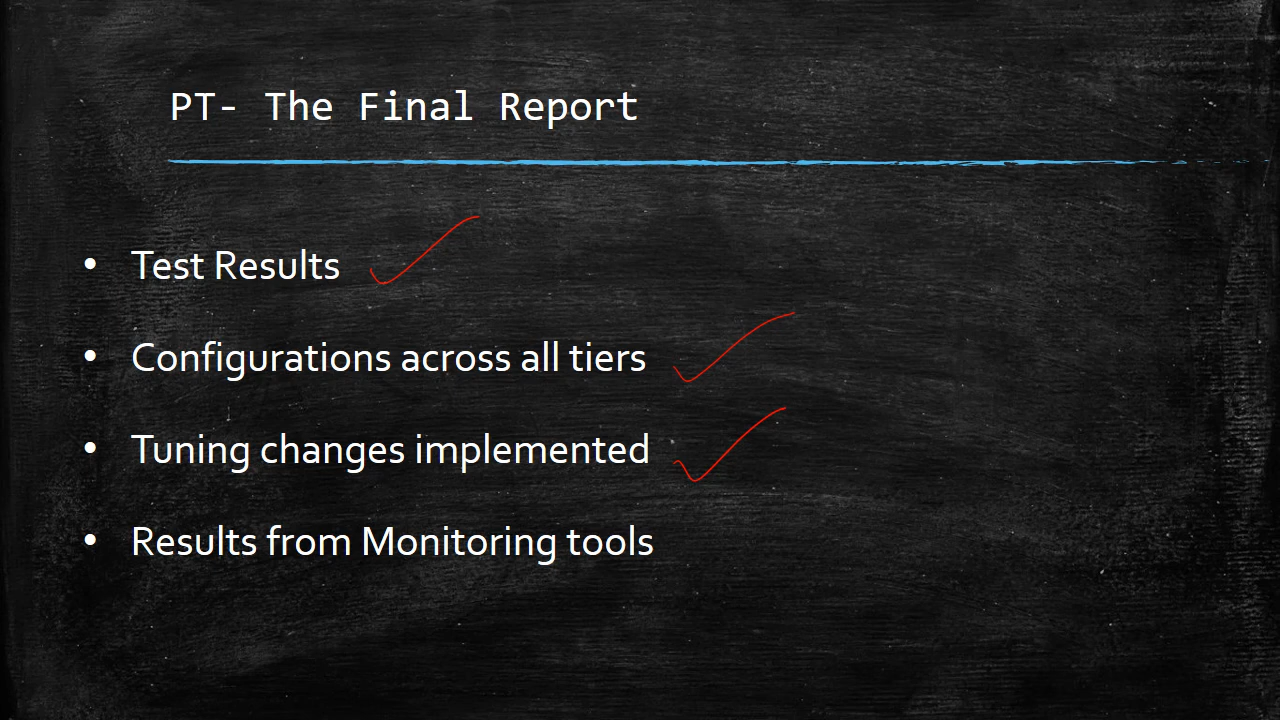 PT- The Final Report
• Test Results
• Configurations across all tiers
• Tuning changes implemented
• Results from Monitoring tools